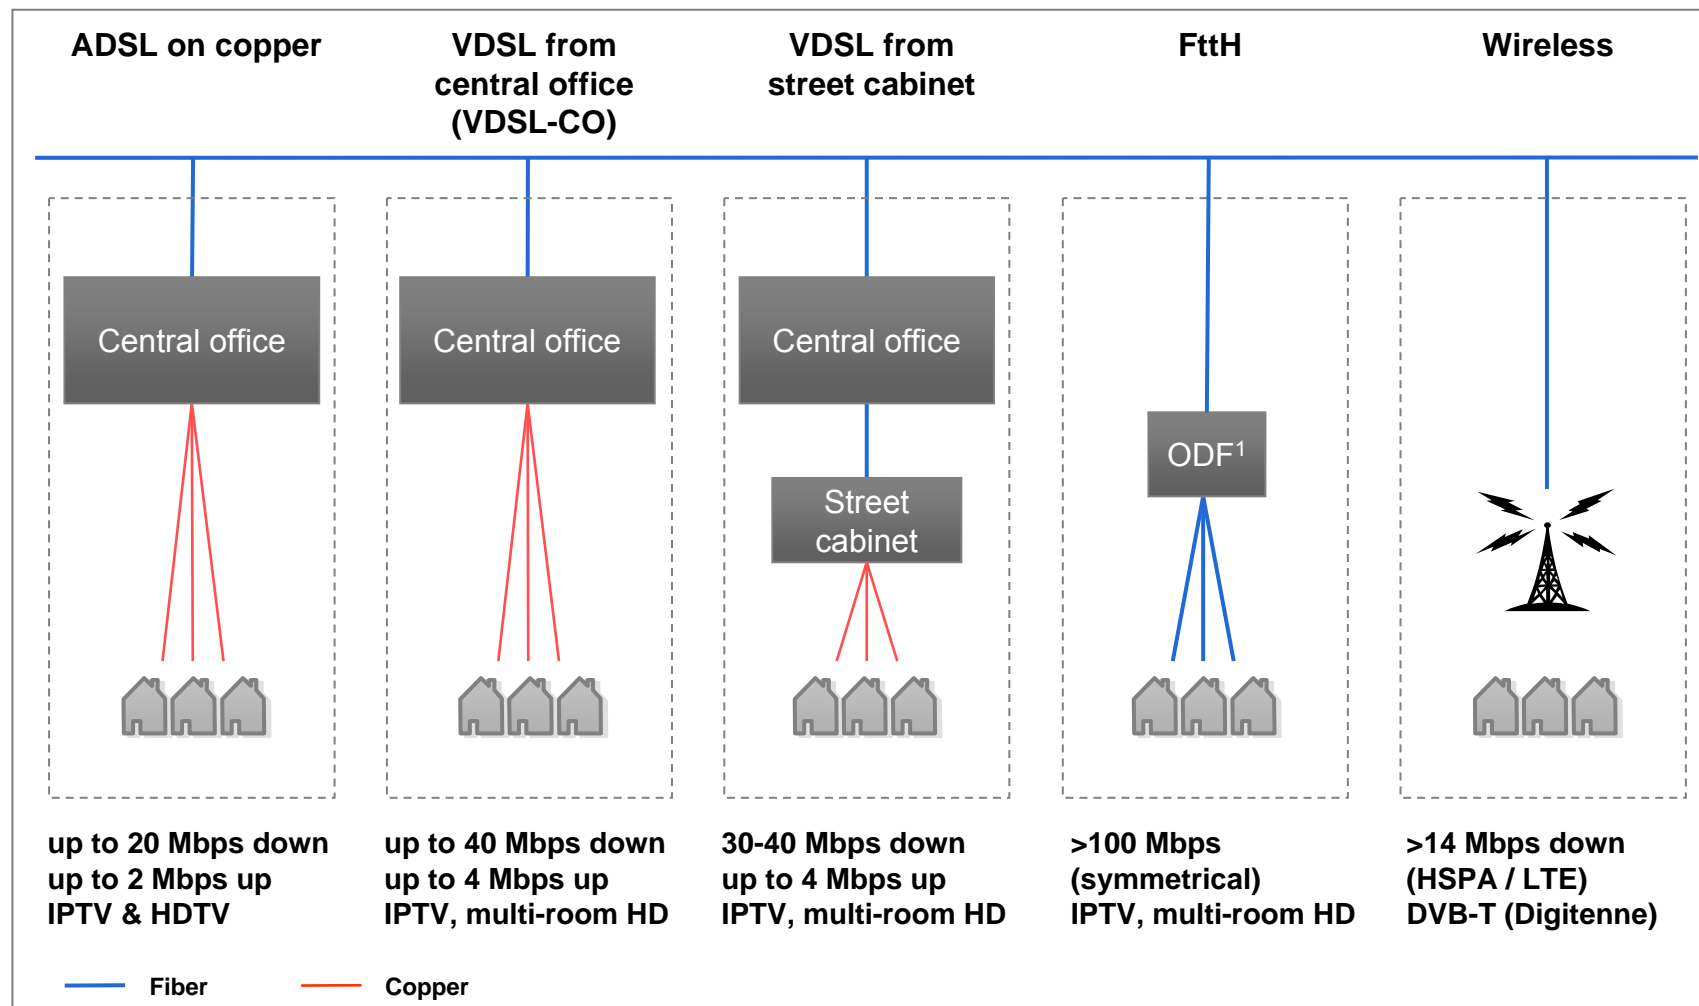 ADSL on copper
VDSL from
central office
(VDSL-CO)
VDSL from
street cabinet
FttH
Wireless
Central office
Central office
Central office
Street
cabinet
ODF¹
up to 20 Mbps down
up to 2 Mbps up
IPTV & HDTV
up to 40 Mbps down
up to 4 Mbps up
IPTV, multi-room HD
30-40 Mbps down
up to 4 Mbps up
IPTV, multi-room HD
>100 Mbps
(symmetrical)
IPTV, multi-room HD
>14 Mbps down
(HSPA / LTE)
DVB-T (Digitenne)
Fiber
Copper